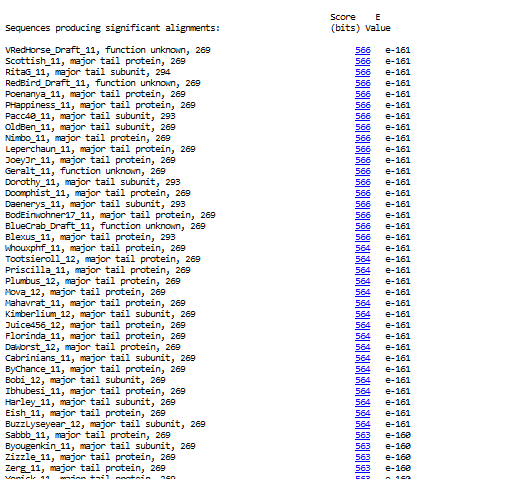 Score E
Sequences producing significant alignments: (bits) Value
VRedHorse_Draft_11, function unknown, 269 566 e-161
Scottish_11, major tail protein, 269 566 e-161
RitaG_11, major tail subunit, 294 566 e-161
RedBird_Draft_11, function unknown, 269 566 e-161
Poenanya_11, major tail protein, 269 566 e-161
PHappiness_11, major tail protein, 269 566 e-161
Pacc40_11, major tail subunit, 293 566 e-161
OldBen_11, major tail subunit, 269 566 e-161
Nimbo_11, major tail protein, 269 566 e-161
Leperchaun_11, major tail protein, 269 566 e-161
JoeyJr_11, major tail protein, 269 566 e-161
Geralt_11, function unknown, 269 566 e-161
Dorothy_11, major tail subunit, 293 566 e-161
Doomphist_11, major tail protein, 269 566 e-161
Daenerys_11, major tail subunit, 293 566 e-161
BodEinwohner17_11, major tail protein, 269 566 e-161
BlueCrab_Draft_11, function unknown, 269 566 e-161
Blexus_11, major tail protein, 293 566 e-161
Whouxphf_11, major tail protein, 269 564 e-161
Tootsieroll_12, major tail protein, 269 564 e-161
Priscilla_11, major tail protein, 269 564 e-161
Plumbus_12, major tail protein, 269 564 e-161
Mova_12, major tail protein, 269 564 e-161
Mahavrat_11, major tail protein, 269 564 e-161
Kimberlium_12, major tail subunit, 269 564 e-161
Juice456_12, major tail protein, 269 564 e-161
Florinda_11, major tail protein, 269 564 e-161
DaWorst_12, major tail protein, 269 564 e-161
Cabrinians_11, major tail subunit, 269 564 e-161
ByChance_11, major tail protein, 269 564 e-161
Bobi_12, major tail subunit, 269 564 e-161
Ibhubesi_11, major tail protein, 269 564 e-161
Harley_11, major tail subunit, 269 564 e-161
Eish_11, major tail protein, 269 564 e-161
BuzzLyseyear_12, major tail subunit, 269 564 e-161
Sabbb_11, major tail protein, 269 563 e-160
Byougenkin_11, major tail subunit, 269 563 e-160
Zizzle_11, major tail protein, 269 563 e-160
Zerg_11, major tail protein, 269 563 e-160